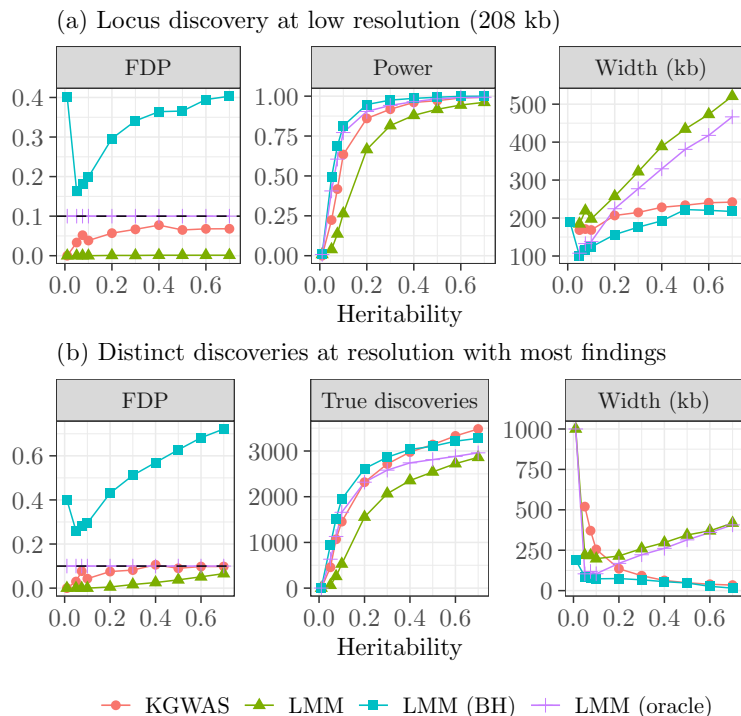 (a) Locus discovery at low resolution (208 kb)
FDP Power Width (kb)
0.4 1.00 500
0.3 0.75 400
0.2 0.50 300
0.1 0.25 200
0.0 0.00 100
0.0 0.2 0.4 0.6 0.0 0.2 0.4 0.6 0.0 0.2 0.4 0.6
Heritability
(b) Distinct discoveries at resolution with most findings
FDP True discoveries Width (kb)
1000
0.6 3000 750
0.4 2000 500
0.2 1000 250
0.0 0 0
0.0 0.2 0.4 0.6 0.0 0.2 0.4 0.6 0.0 0.2 0.4 0.6
Heritability
KGWAS LMM LMM (BH) LMM (oracle)